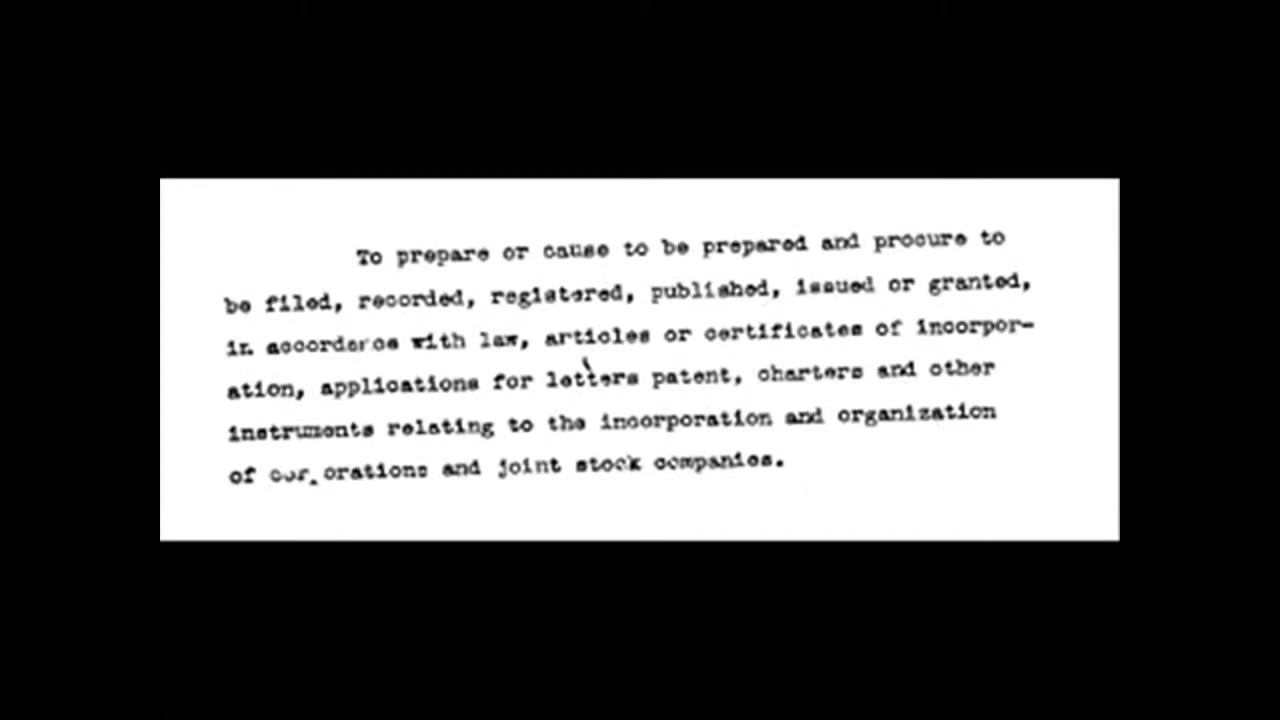 To prepare or cause to be prepared and procure to
be filed, recorded, registered, published, issued or granted,
in accordance with law, articles or certificates of incorpor-
ation, applications for letters patent, charters and other
instruments relating to the incorporation and organization
of corporations and joint stock companies.